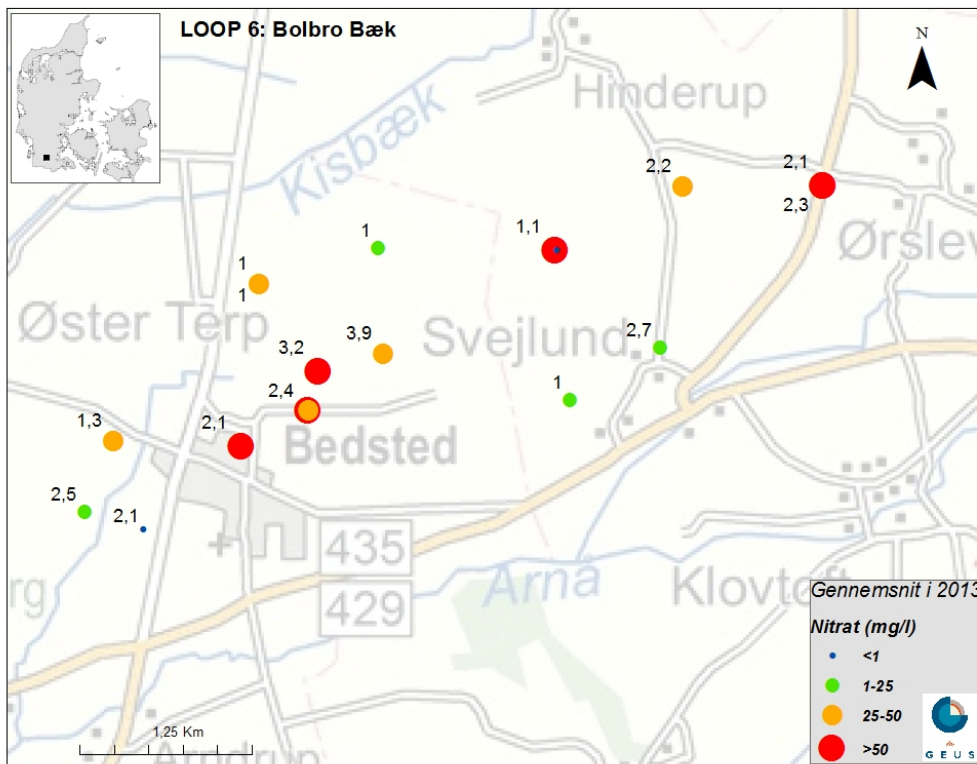 LOOP 6: Bolbro Bæk
N
Hinderup
Kisbæk
2,2
2,1
2,3
Ørslev
1
1,1
1
1
Øster Terp
3,9
Svejlund
2,7
3,2
2,4
1
1,3
2,1
Bedsted
2,5
2,1
435
429
Arnå
Kløvtoft
rg
Gennemsnit i 2013
Nitrat (mg/l)
<1
1-25
25-50
>50
1,25 Km
Arndrup
G E U S